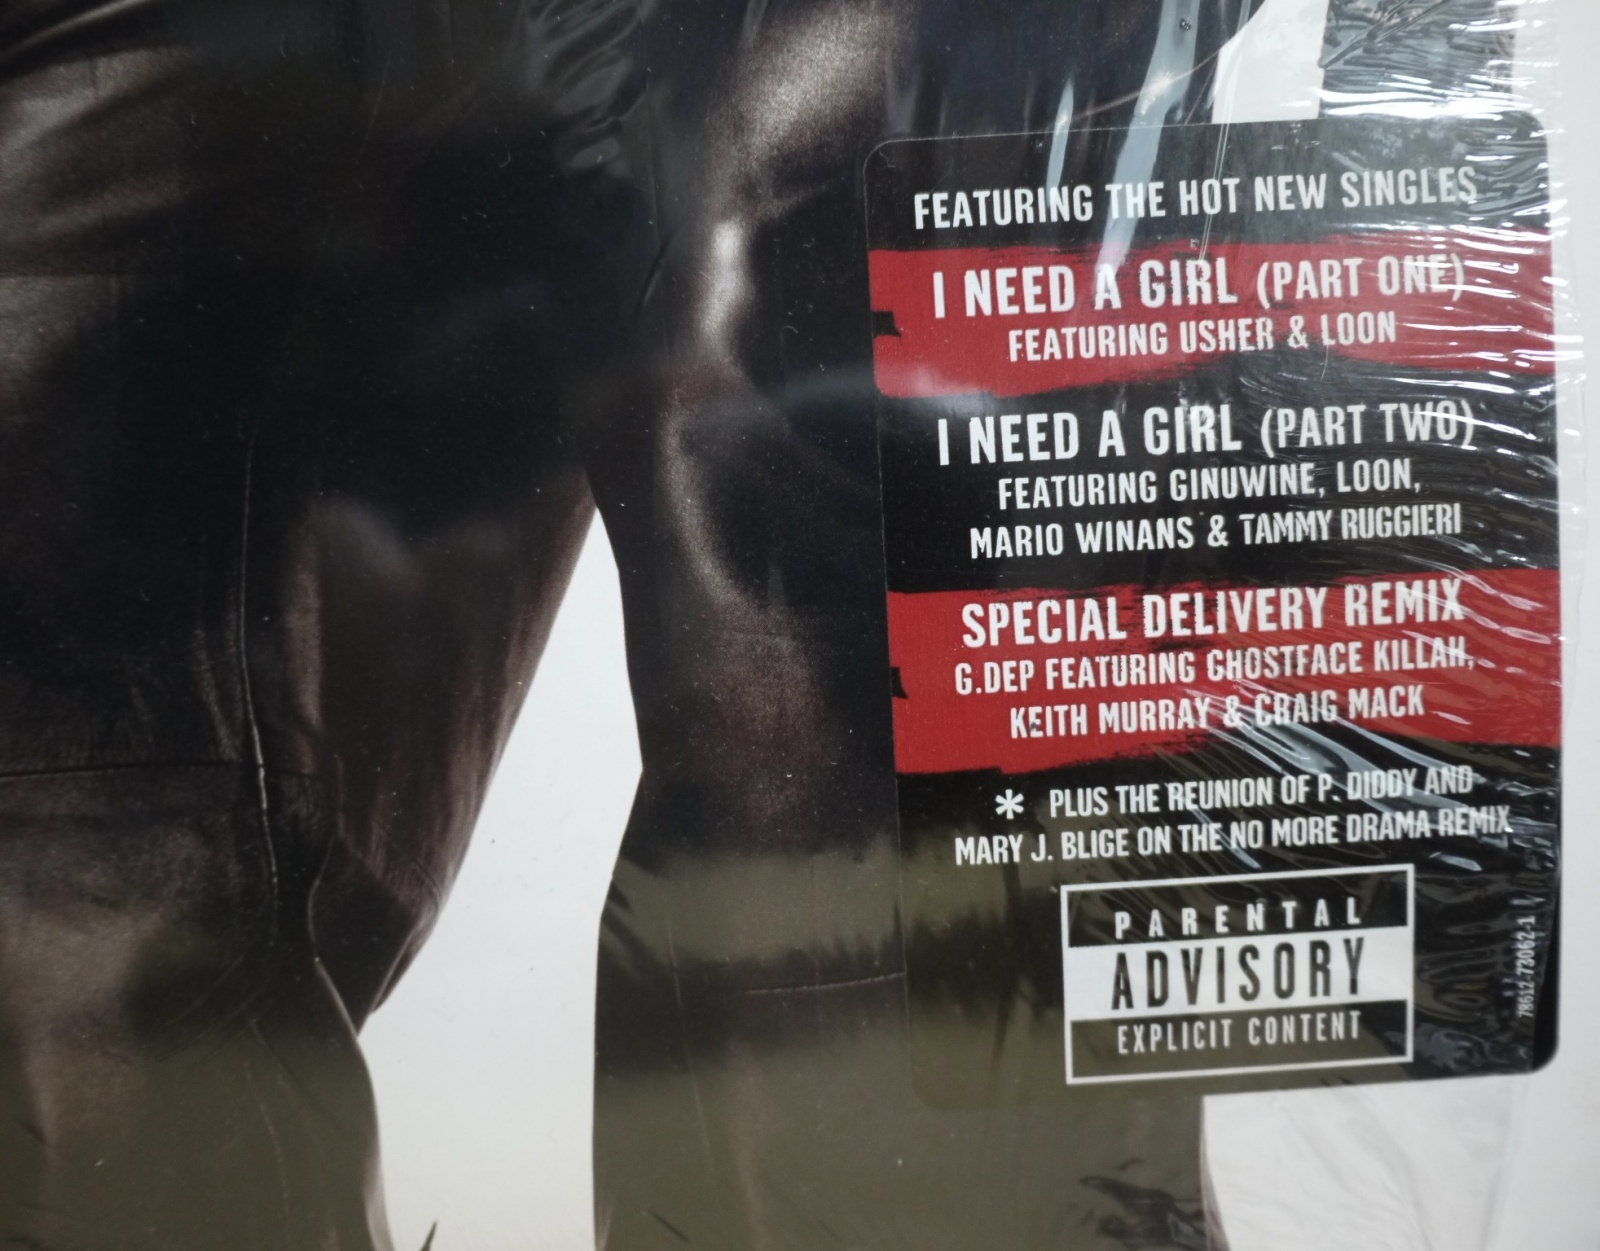 FEATURING THE HOT NEW SINGLES
I NEED A GIRL (PART ONE)
FEATURING USHER & LOON
I NEED A GIRL (PART TWO)
FEATURING GINUWINE, LOON,
MARIO WINANS & TAMMY RUGGIERI
SPECIAL DELIVERY REMIX
G.DEP FEATURING GHOSTFACE KILLAH,
KEITH MURRAY & CRAIG MACK
* PLUS THE REUNION OF P. DIDDY AND
MARY J. BLIGE ON THE NO MORE DRAMA REMIX
PARENTAL
ADVISORY
EXPLICIT CONTENT
78612-73062-1